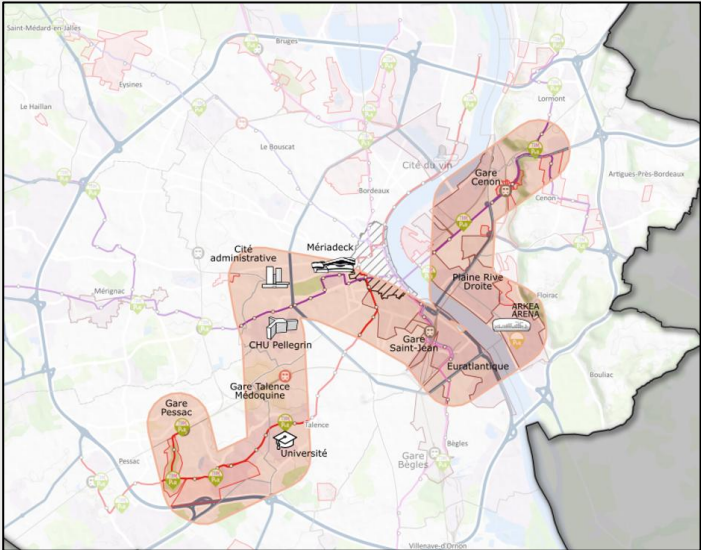 Saint-Médard-en-Jalles
Bruges
Eysines
Lormont
Le Haillan
Le Bouscat
Cité du vin
Gare
Cenon
Artigues-Près-Bordeaux
Bordeaux
Cenon
Cité
administrative
Mériadeck
Plaine Rive
Droite
Mérignac
Floirac
ARKEA
ARENA
CHU Pellegrin
Gare
Saint-Jean
Euratlantique
Bouliac
Gare Talence
Médoquine
Gare
Pessac
Talence
Bègles
Université
Gare
Bègles
Pessac
Villenave-d'Ornon